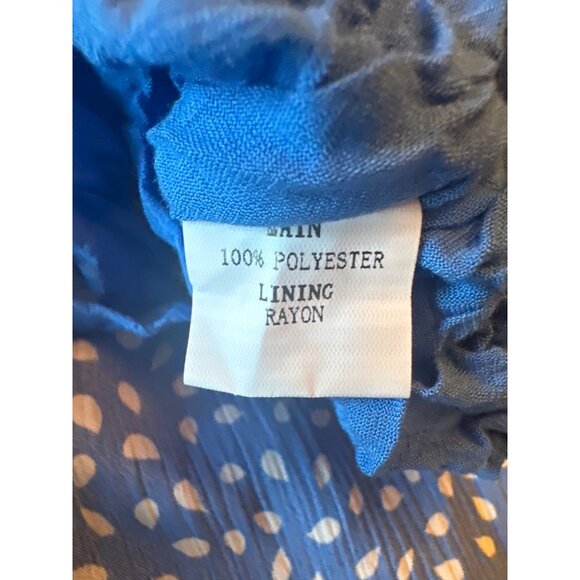 MAIN
100% POLYESTER
LINING
RAYON